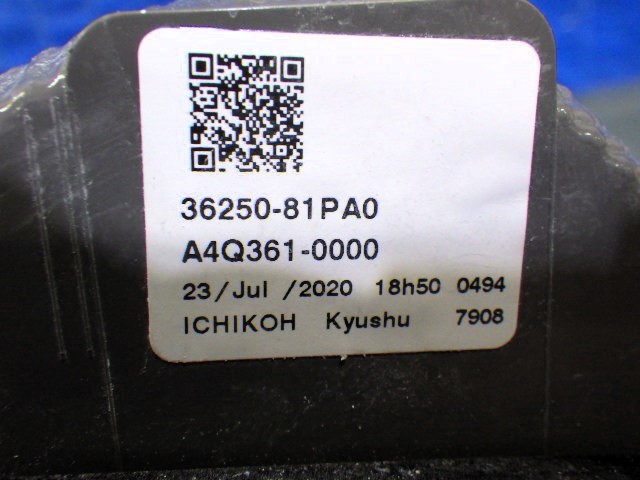 36250-81PA0
A4Q361-0000
23/Jul /2020 18h50 0494
ICHIKOH Kyushu 7908